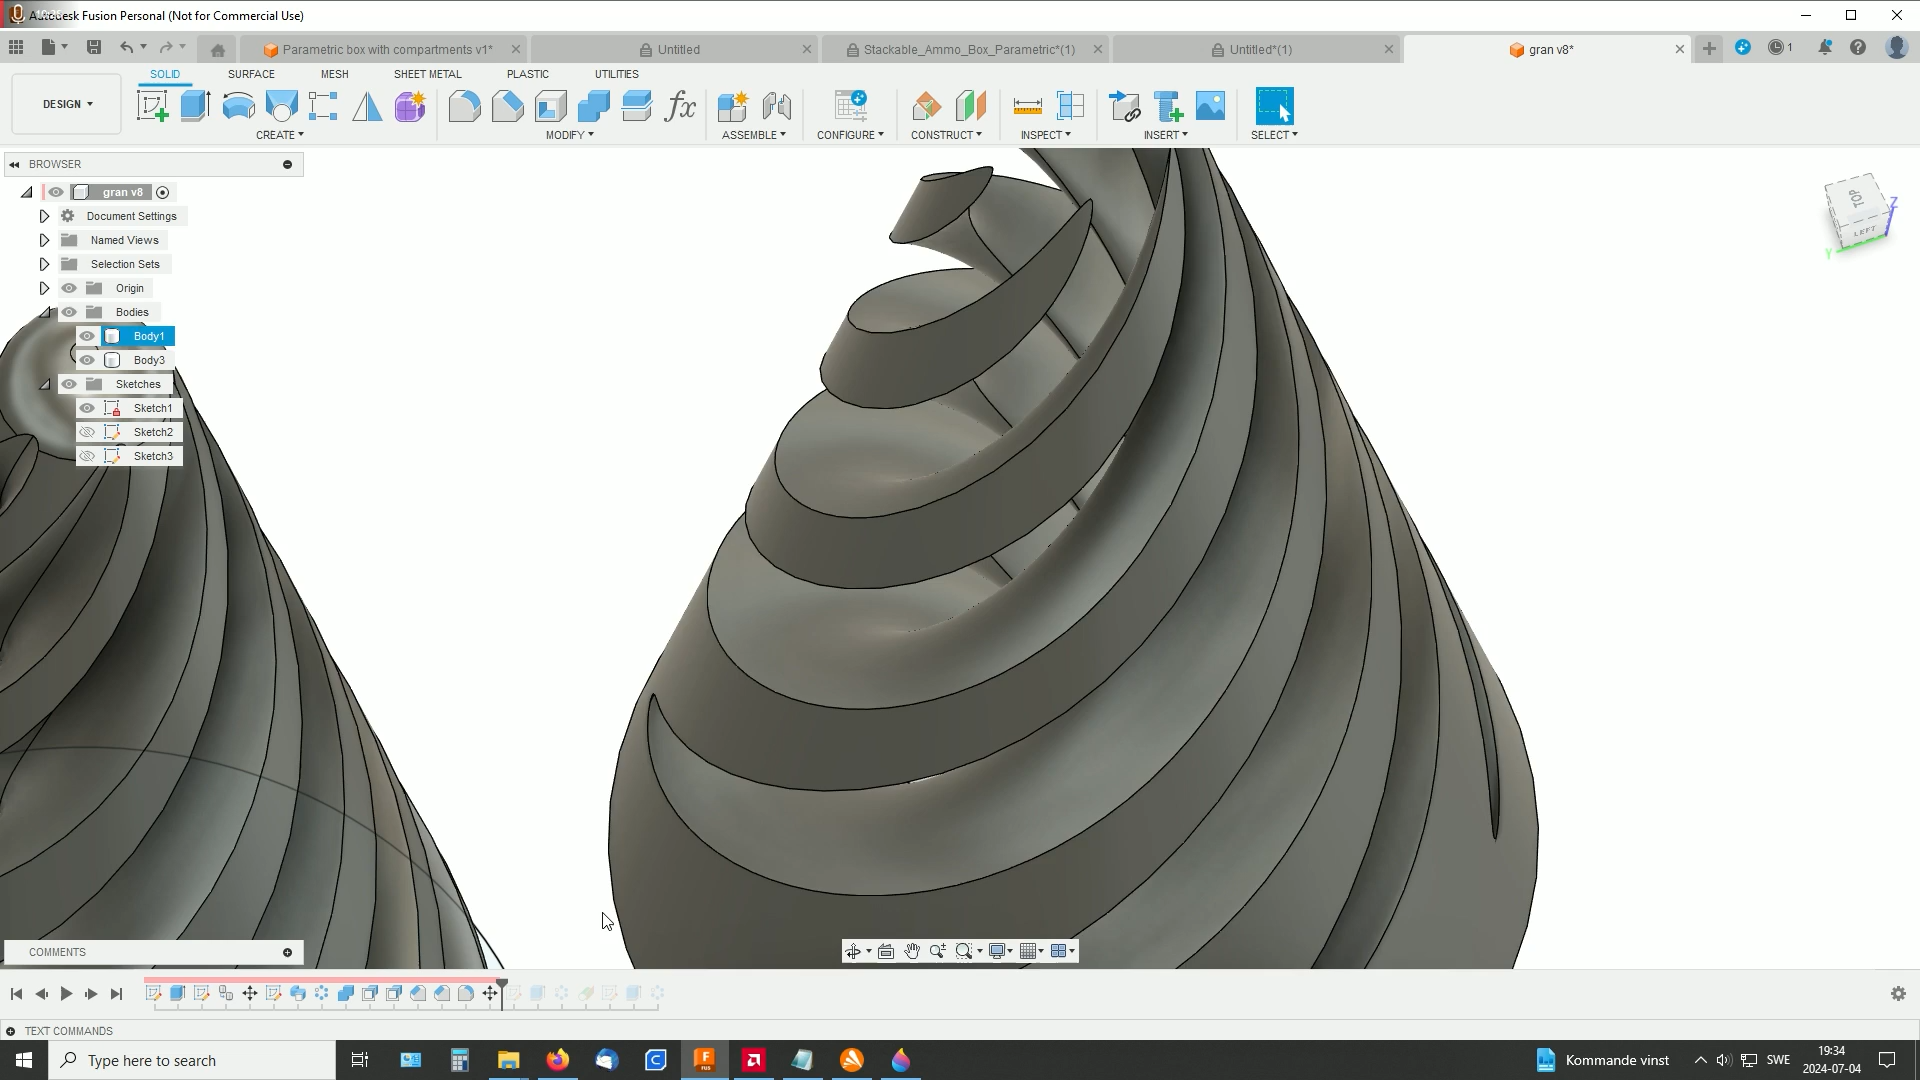 Autodesk Fusion Personal (Not for Commercial Use)
Parametric box with compartments v1*
Untitled
Stackable_Ammo_Box_Parametric*(1)
Untitled*(1)
gran v8*
1
DESIGN
SOLID
SURFACE
MESH
SHEET METAL
PLASTIC
UTILITIES
fx
CREATE
MODIFY
ASSEMBLE
CONFIGURE
CONSTRUCT
INSPECT
INSERT
SELECT
BROWSER
gran v8
Document Settings
Named Views
Selection Sets
Origin
Bodies
Body1
Body3
Sketches
Sketch1
Sketch2
Sketch3
TOP
LEFT
Z
Y
COMMENTS
TEXT COMMANDS
Type here to search
Kommande vinst
SWE
19:34
2024-07-04